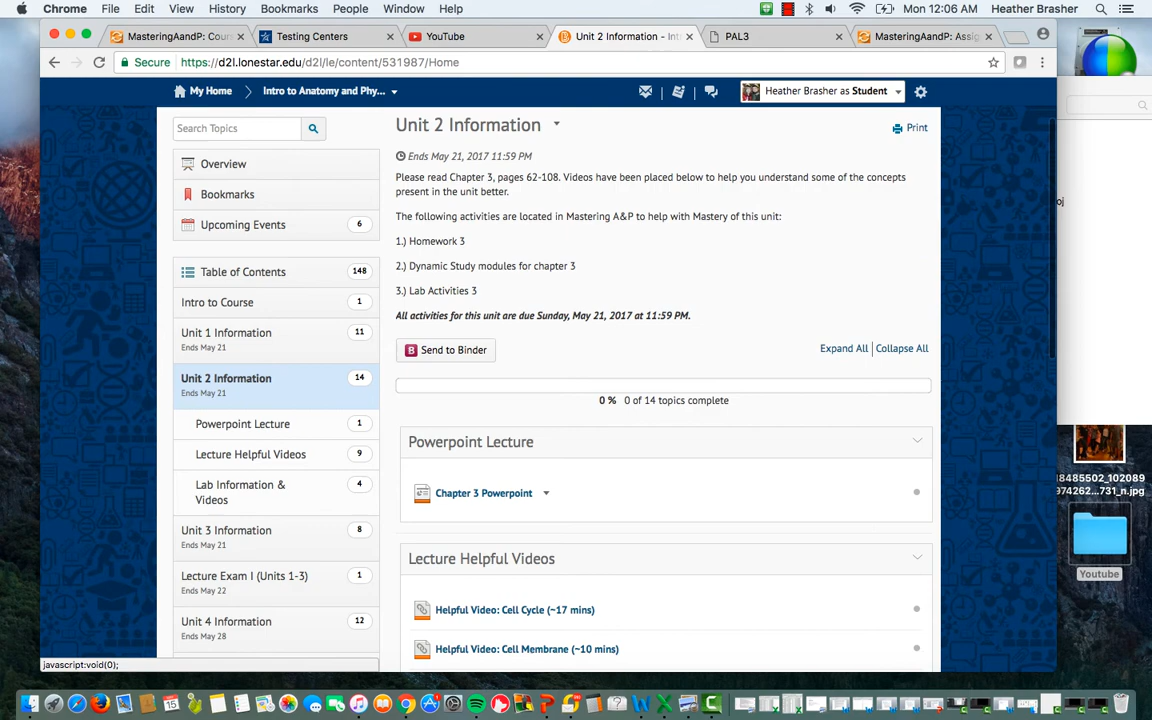 Chrome File Edit View History Bookmarks People Window Help Mon 12:06 AM Heather Brasher
MasteringAandP: Cour Testing Centers YouTube Unit 2 Information - Int PAL3 MasteringAandP: Assig
Secure https://d2l.lonestar.edu/d2l/le/content/531987/Home
My Home Intro to Anatomy and Phy... Heather Brasher as Student
Search Topics
Overview
Bookmarks
Upcoming Events 6
Table of Contents 148
Intro to Course 1
Unit 1 Information 11
Ends May 21
Unit 2 Information 14
Ends May 21
Powerpoint Lecture 1
Lecture Helpful Videos 9
Lab Information & 4
Videos
Unit 3 Information 8
Ends May 21
Lecture Exam I (Units 1-3) 1
Ends May 22
Unit 4 Information 12
Ends May 28
javascript:void(0);
Unit 2 Information
Print
Ends May 21, 2017 11:59 PM
Please read Chapter 3, pages 62-108. Videos have been placed below to help you understand some of the concepts
present in the unit better.
The following activities are located in Mastering A&P to help with Mastery of this unit:
1.) Homework 3
2.) Dynamic Study modules for chapter 3
3.) Lab Activities 3
All activities for this unit are due Sunday, May 21, 2017 at 11:59 PM.
Send to Binder
Expand All Collapse All
0 % 0 of 14 topics complete
Powerpoint Lecture
Chapter 3 Powerpoint
Lecture Helpful Videos
Helpful Video: Cell Cycle (~17 mins)
Helpful Video: Cell Membrane (~10 mins)
oj
18485502_102089
974262...731_n.jpg
Youtube